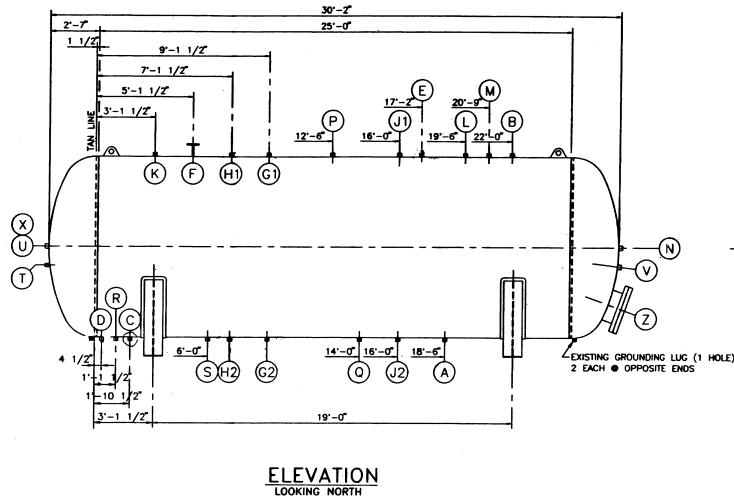 30'-2"
2'-7"
25'-0"
1 1/2"
9'-1 1/2"
7'-1 1/2"
5'-1 1/2"
3'-1 1/2"
TAN LINE
E
M
17'-2"
20'-9"
P
J1
L
B
12'-6"
16'-0"
19'-6"
22'-0"
K
F
H1
G1
X
U
N
T
V
R
D
C
Z
4 1/2"
6'-0"
14'-0"
16'-0"
18'-6"
EXISTING GROUNDING LUG (1 HOLE)
2 EACH @ OPPOSITE ENDS
1'-1 1/2"
S
H2
G2
Q
J2
A
1'-10 1/2"
3'-1 1/2"
19'-0"
ELEVATION
LOOKING NORTH